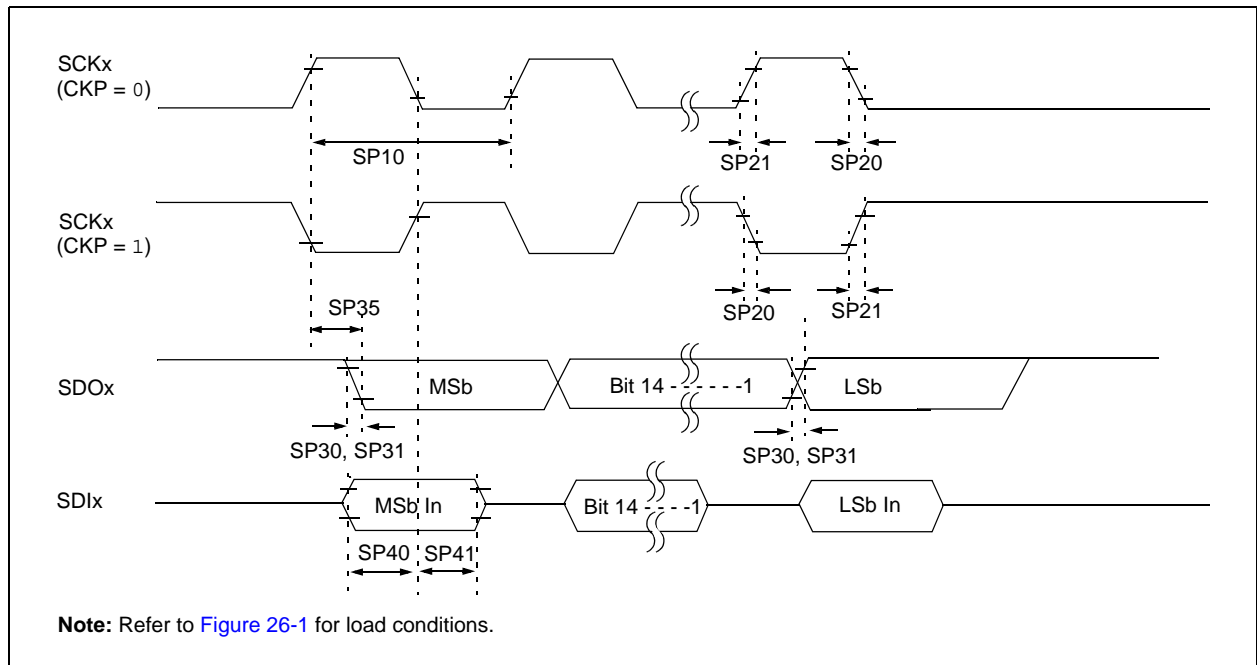 SCKx
(CKP = 0)
SP10
SP21
SP20
SCKx
(CKP = 1)
SP35
SP20
SP21
SDOx
MSb
Bit 14 - - - - - -1
LSb
SP30, SP31
SP30, SP31
SDIx
MSb In
Bit 14 - - - -1
LSb In
SP40
SP41
Note: Refer to Figure 26-1 for load conditions.